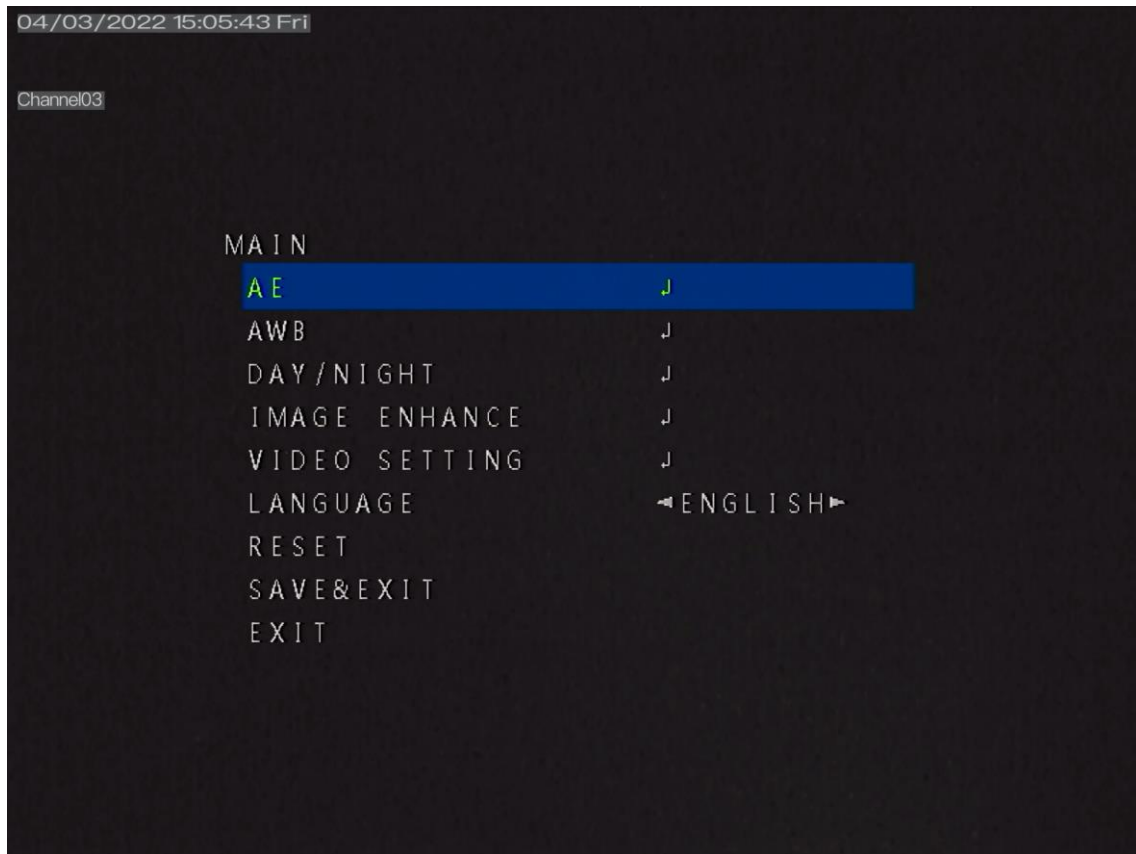 04/03/2022 15:05:43 Fri
Channel03
MAIN
AE ↲
AWB ↲
DAY/NIGHT ↲
IMAGE ENHANCE ↲
VIDEO SETTING ↲
LANGUAGE ◄ENGLISH►
RESET
SAVE&EXIT
EXIT